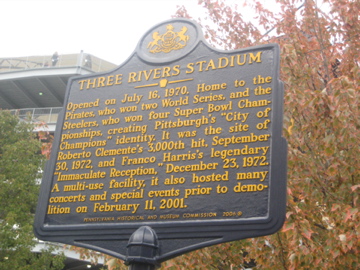 THREE RIVERS STADIUM
Opened on July 16, 1970. Home to the
Pirates, who won two World Series, and the
Steelers, who won four Super Bowl Cham-
pionships, creating Pittsburgh's "City of
Champions" identity. It was the site of
Roberto Clemente's 3,000th hit, September
30, 1972, and Franco Harris's legendary
"Immaculate Reception," December 23, 1972.
A multi-use facility, it also hosted many
concerts and special events prior to demo-
lition on February 11, 2001.
PENNSYLVANIA HISTORICAL AND MUSEUM COMMISSION